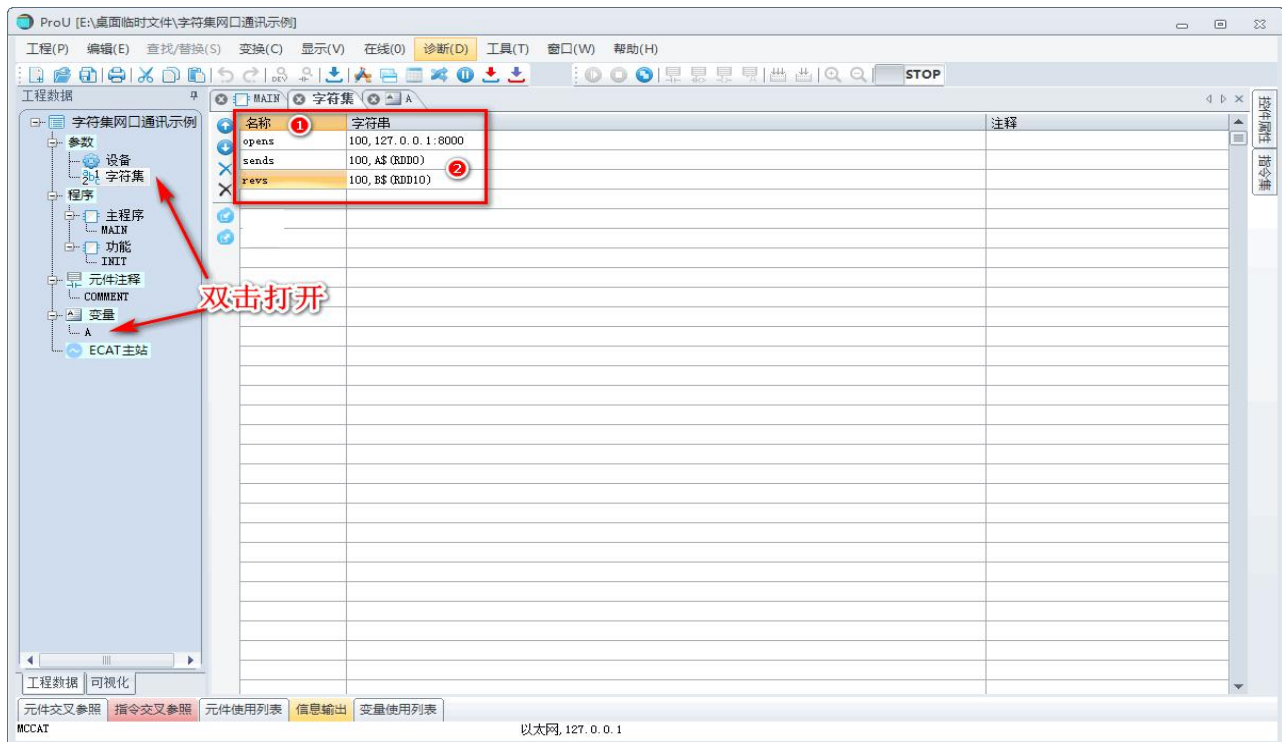 ProU [E:\桌面临时文件\字符集网口通讯示例]
工程(P) 编辑(E) 查找/替换(S) 变换(C) 显示(V) 在线(O) 诊断(D) 工具(T) 窗口(W) 帮助(H)
STOP
工程数据
MAIN 字符集 A
字符集网口通讯示例
参数
设备
字符集
程序
主程序
MAIN
功能
INIT
元件注释
COMMENT
变量
A
ECAT主站
名称 1 字符串 注释
opens 100, 127.0.0.1:8000
sends 100, A$(RDD0)
2
revs 100, B$(RDD10)
双击打开
控件属性
指令集
工程数据 可视化
元件交叉参照 指令交叉参照 元件使用列表 信息输出 变量使用列表
MCCAT 以太网, 127.0.0.1